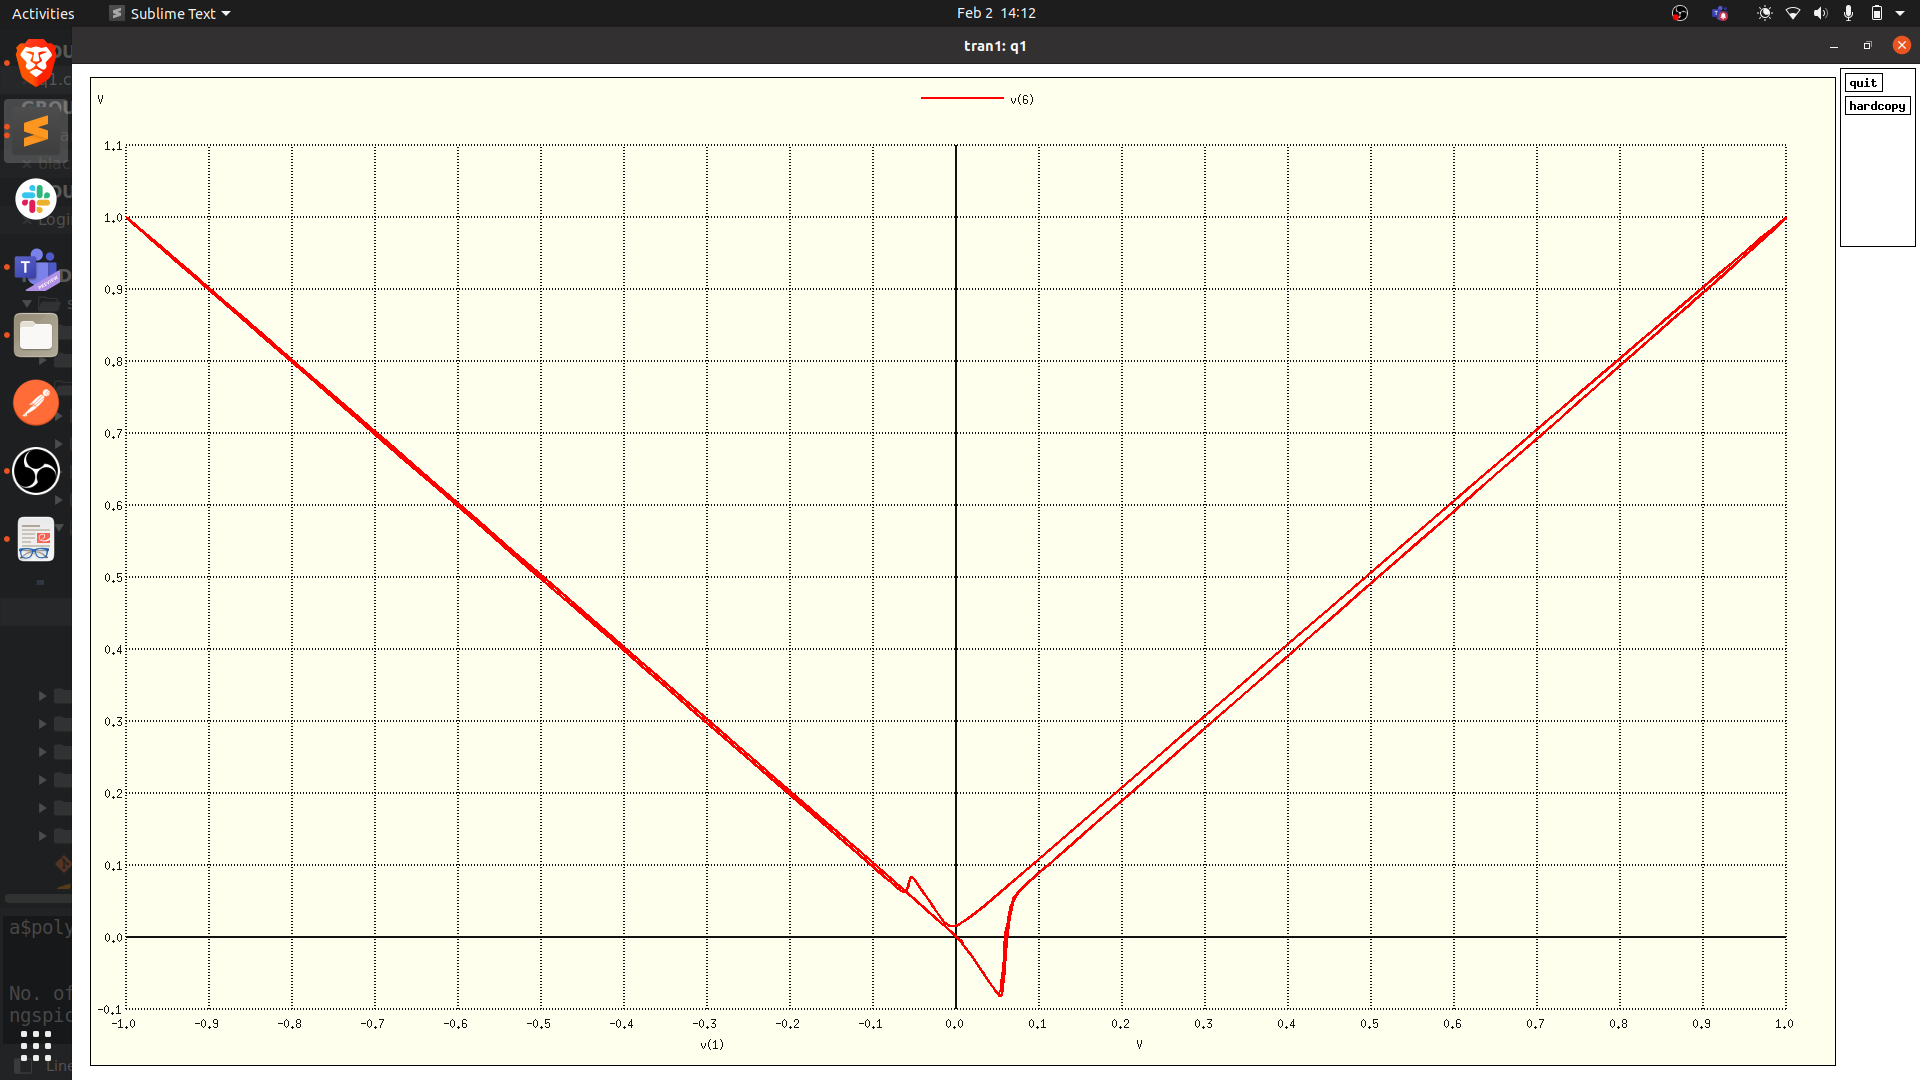 Activities
Sublime Text
Feb 2 14:12
tran1: q1
quit
hardcopy
V
v(6)
1.1
1.0
0.9
0.8
0.7
0.6
0.5
0.4
0.3
0.2
0.1
0.0
-0.1
-1.0 -0.9 -0.8 -0.7 -0.6 -0.5 -0.4 -0.3 -0.2 -0.1 0.0 0.1 0.2 0.3 0.4 0.5 0.6 0.7 0.8 0.9 1.0
v(1) V
T
PREVIEW
a$poly
No. of
ngspic
Line